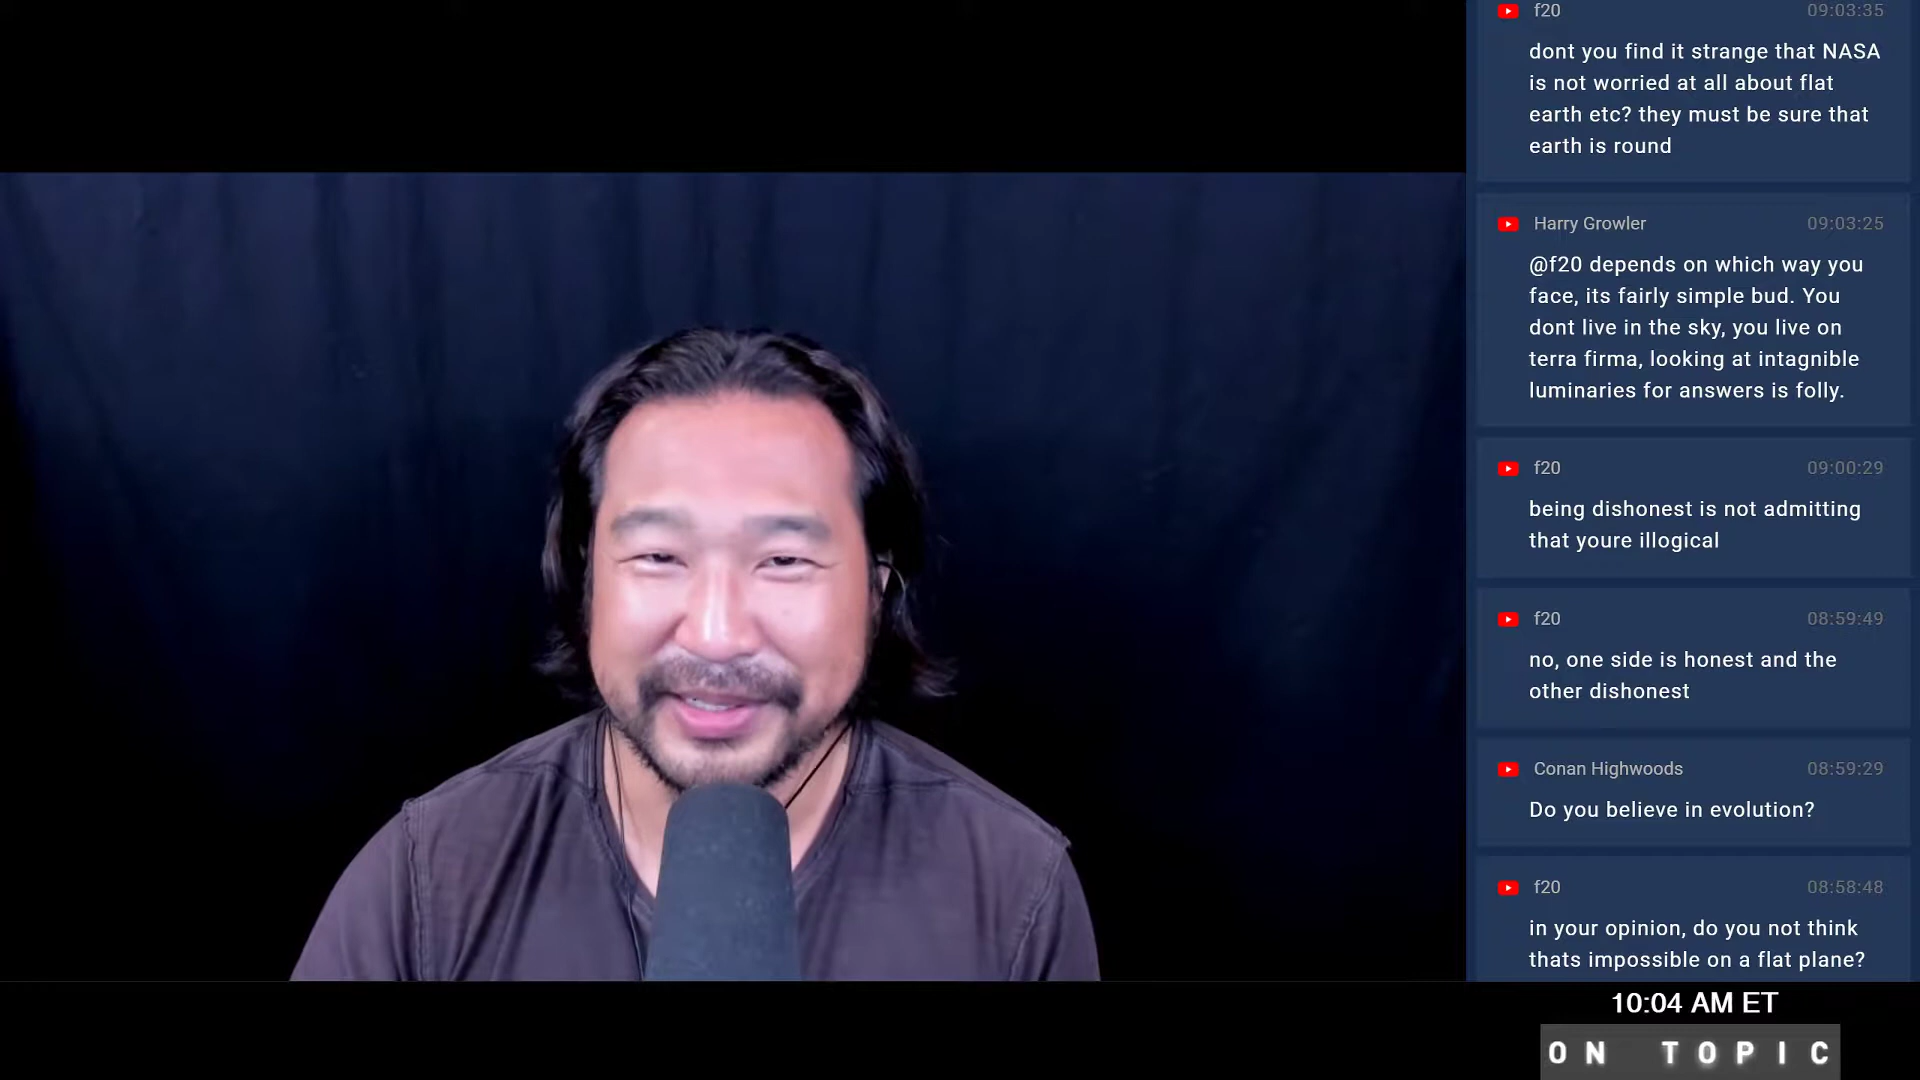 f20 09:03:35
dont you find it strange that NASA
is not worried at all about flat
earth etc? they must be sure that
earth is round
Harry Growler 09:03:25
@f20 depends on which way you
face, its fairly simple bud. You
dont live in the sky, you live on
terra firma, looking at intagnible
luminaries for answers is folly.
f20 09:00:29
being dishonest is not admitting
that youre illogical
f20 08:59:49
no, one side is honest and the
other dishonest
Conan Highwoods 08:59:29
Do you believe in evolution?
f20 08:58:48
in your opinion, do you not think
thats impossible on a flat plane?
10:04 AM ET
ON TOPIC